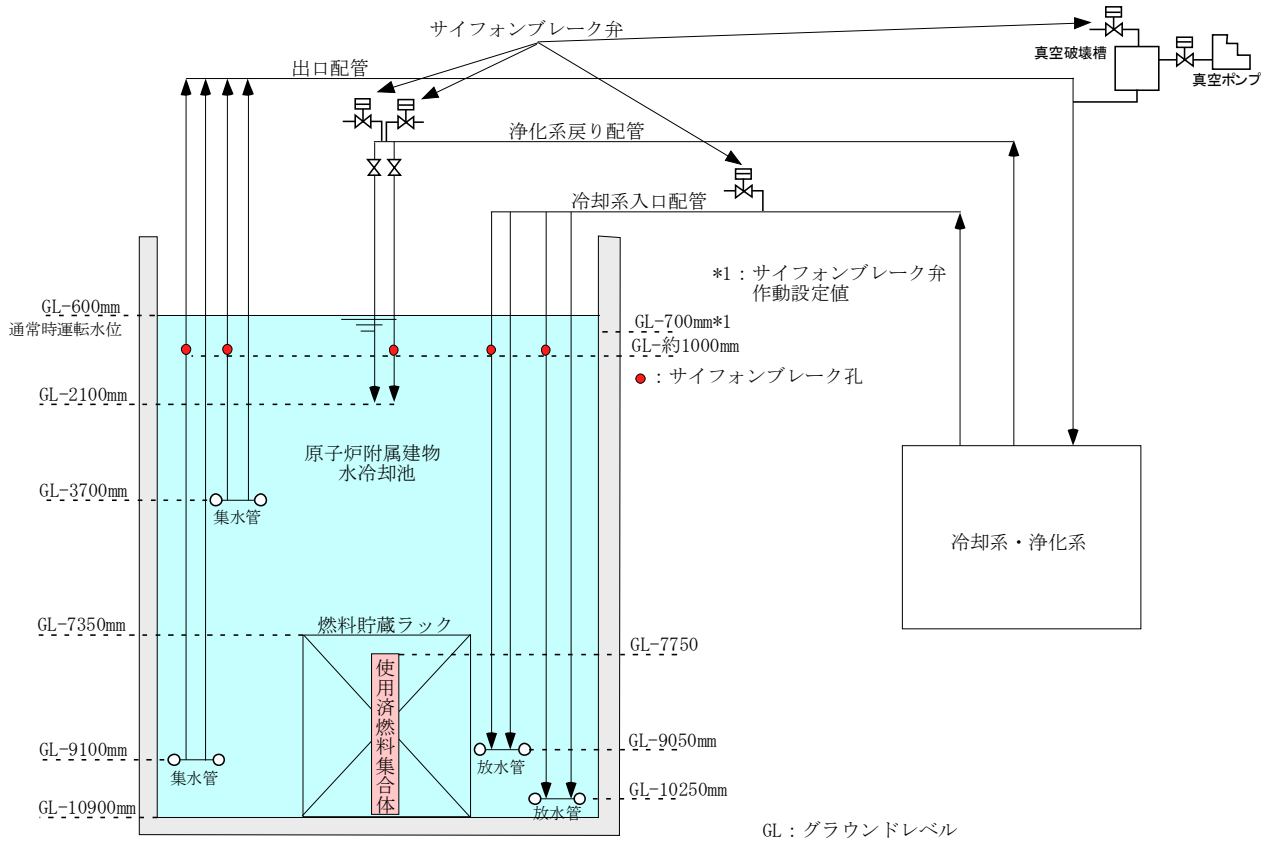 サイフォンブレーク弁
真空破壊槽
真空ポンプ
出口配管
浄化系戻り配管
冷却系入口配管
*1：サイフォンブレーク弁
作動設定値
GL-600mm
通常時運転水位
GL-700mm*1
GL-約1000mm
●：サイフォンブレーク孔
GL-2100mm
原子炉附属建物
水冷却池
GL-3700mm
集水管
冷却系・浄化系
GL-7350mm
燃料貯蔵ラック
GL-7750
使用済燃料集合体
GL-9050mm
放水管
GL-9100mm
集水管
GL-10250mm
放水管
GL-10900mm
GL：グラウンドレベル